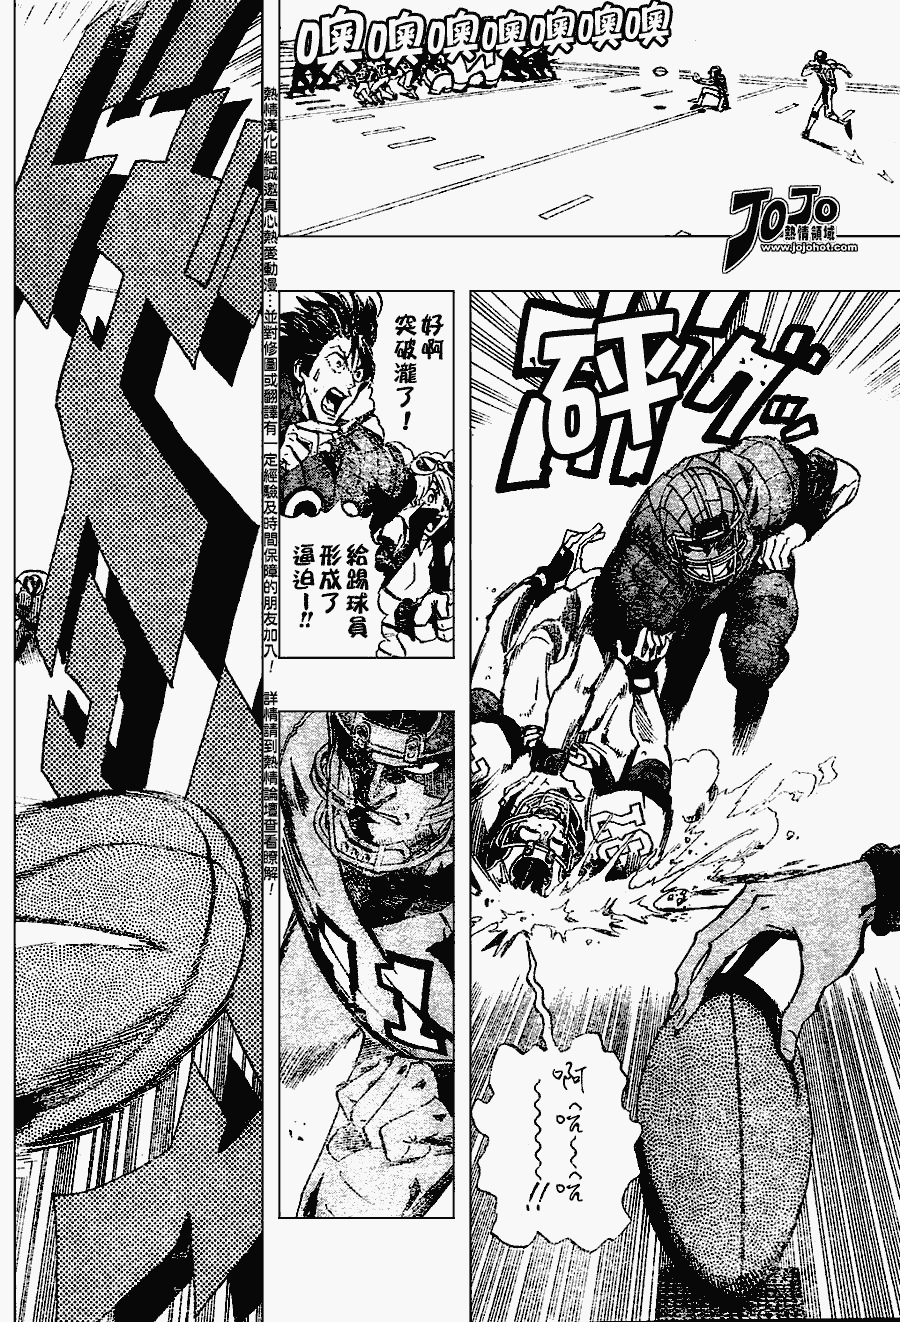 噢噢噢噢噢噢噢
JOJO
熱情領域
www.jojohot.com
砰
グッ
好啊
突破瀧了！
給踢球員
形成了
逼迫—!!
啊～～～～～!!
熱情漢化組誠邀真心熱愛動漫…並對修圖或翻譯有一定經驗及時間保障的朋友加入！ 詳情請到熱情論壇查看瞭解！